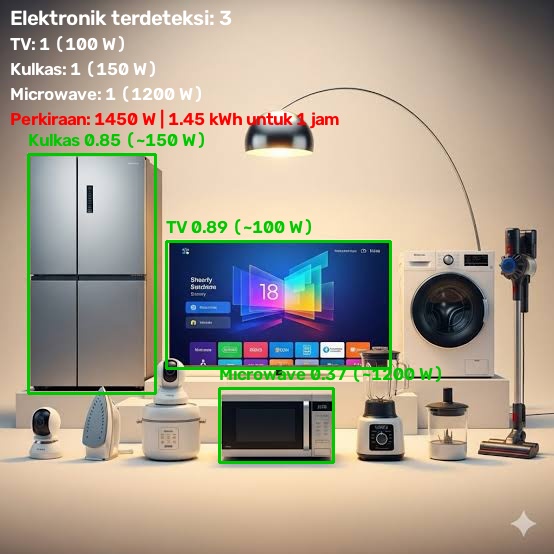 Elektronik terdeteksi: 3
TV: 1 (100 W)
Kulkas: 1 (150 W)
Microwave: 1 (1200 W)
Perkiraan: 1450 W | 1.45 kWh untuk 1 jam
Kulkas 0.85 (~150 W)
TV 0.89 (~100 W)
18
Microwave 0.37 (~1200 W)